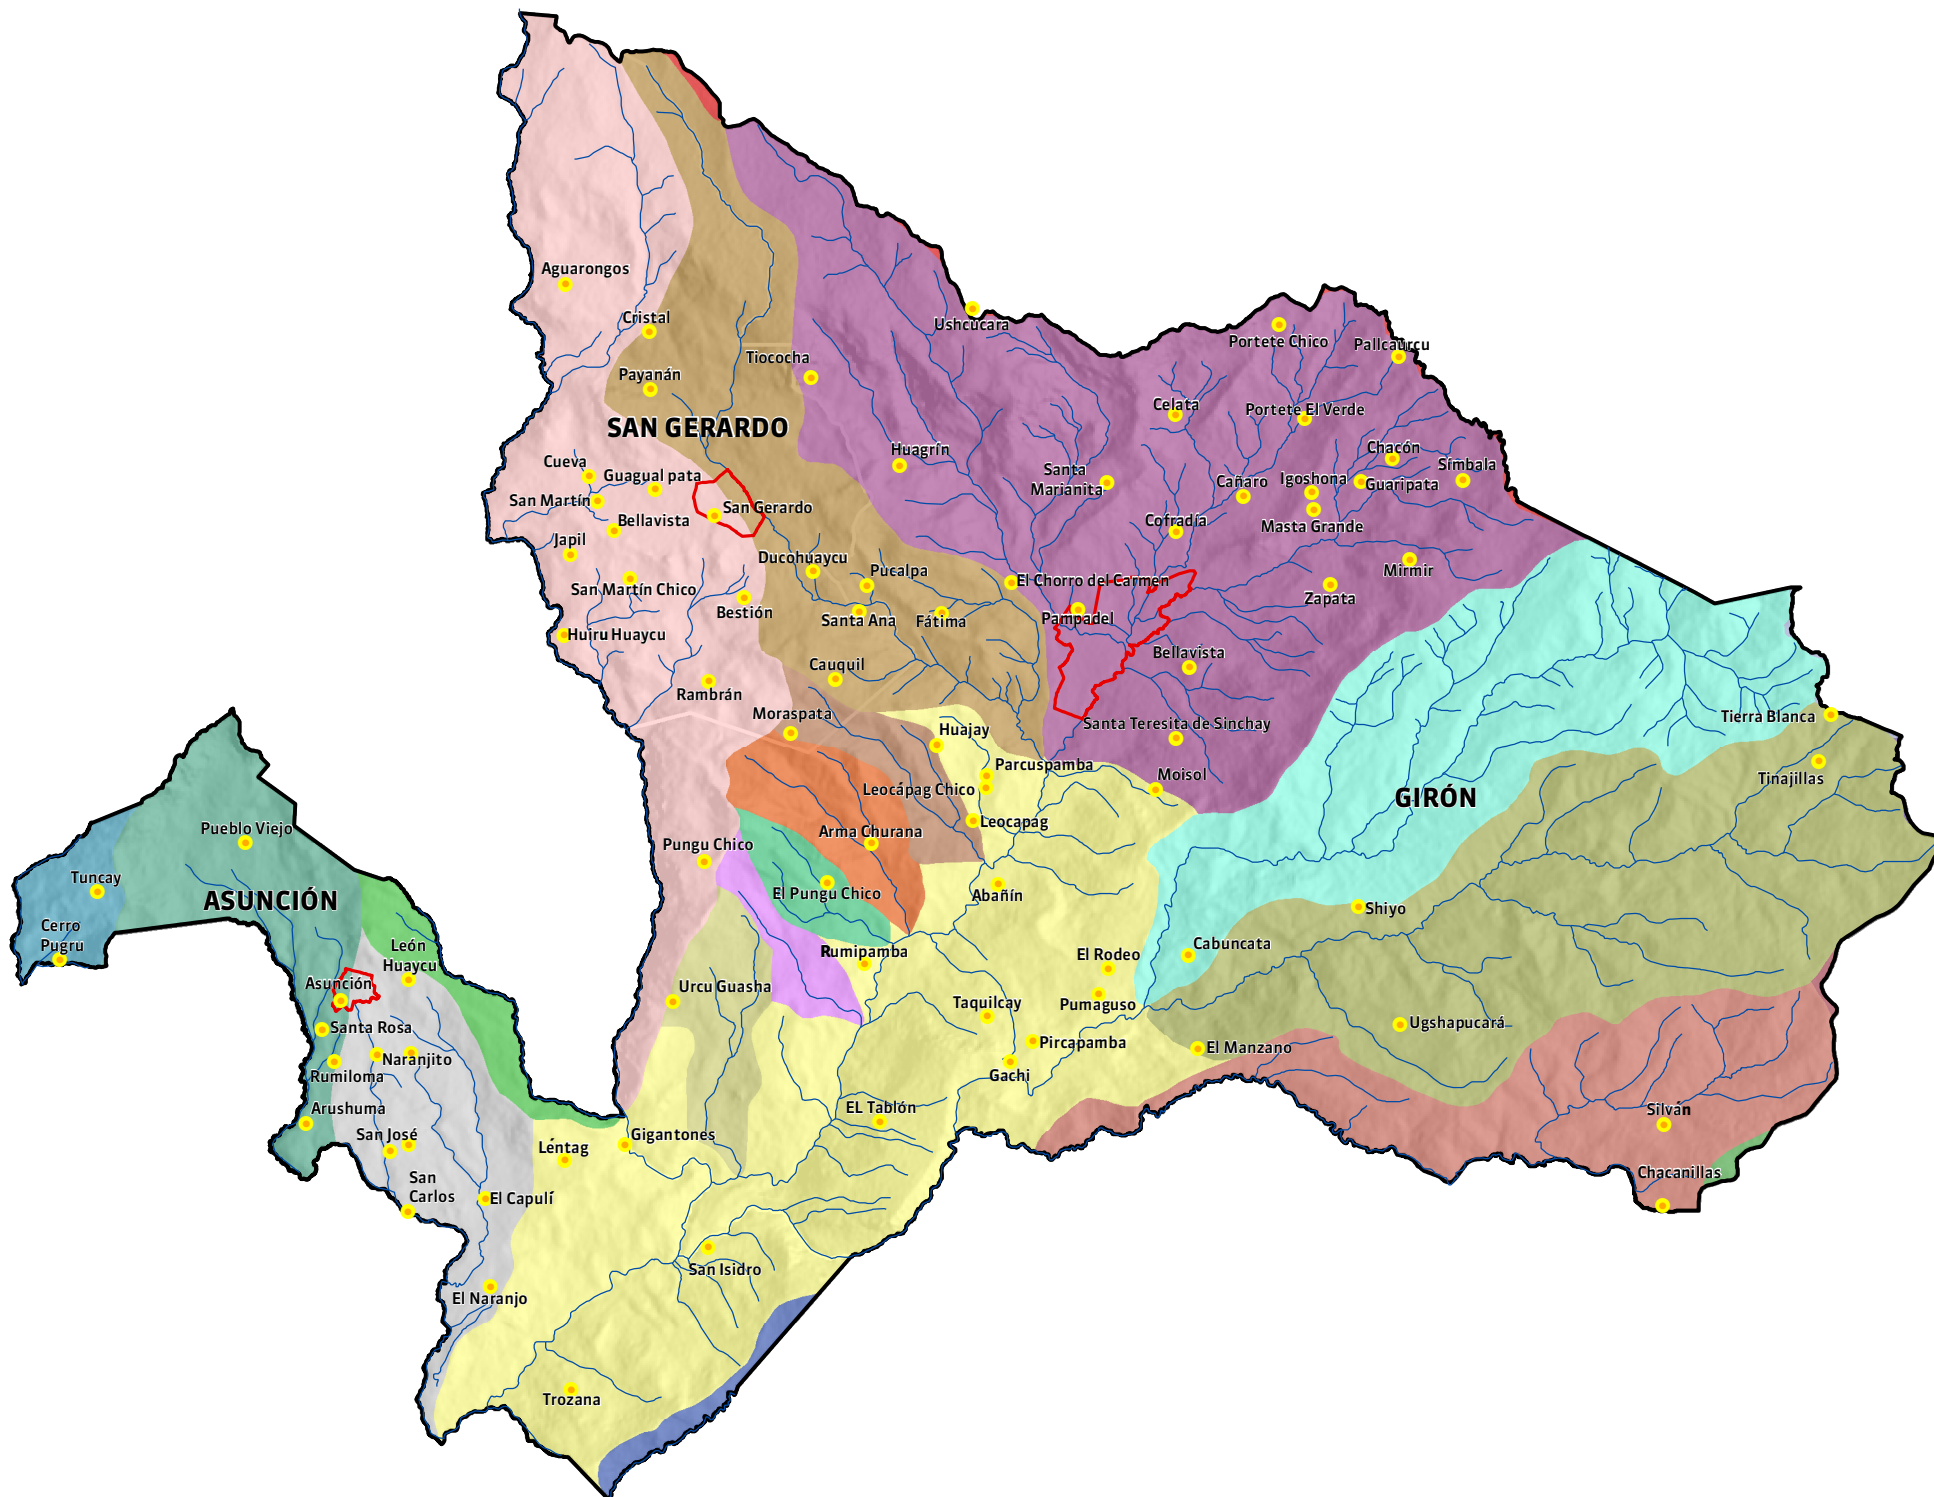 Aguarongos
Cristal
Ushcucara
Portete Chico
Pallcaurcu
Tiococha
Payanán
SAN GERARDO
Celata
Portete El Verde
Huagrín
Chacón
Cueva
Guagual pata
Santa
Marianita
Cañaro
Igoshona
Guaripata
Símbala
San Martín
San Gerardo
Bellavista
Cofradía
Masta Grande
Japil
Ducohuaycu
Pucalpa
El Chorro del Carmen
Mirmir
San Martín Chico
Bestión
Santa Ana
Fátima
Pampadel
Zapata
Huiru Huaycu
Bellavista
Cauquil
Rambrán
Moraspata
Huajay
Santa Teresita de Sinchay
Tierra Blanca
Parcuspamba
Moisol
Tinajillas
Leocápag Chico
GIRÓN
Leocapag
Pueblo Viejo
Arma Churana
Pungu Chico
Tuncay
ASUNCIÓN
El Pungu Chico
Abañín
Shiyo
Cerro
Pugru
León
Huaycu
Rumipamba
El Rodeo
Cabuncata
Asunción
Urcu Guasha
Taquilcay
Pumaguso
Santa Rosa
Ugshapucará
Naranjito
Pircapamba
El Manzano
Rumiloma
Gachi
Arushuma
EL Tablón
Silván
San José
Léntag
Gigantones
Chacanillas
San
Carlos
El Capulí
San Isidro
El Naranjo
Trozana